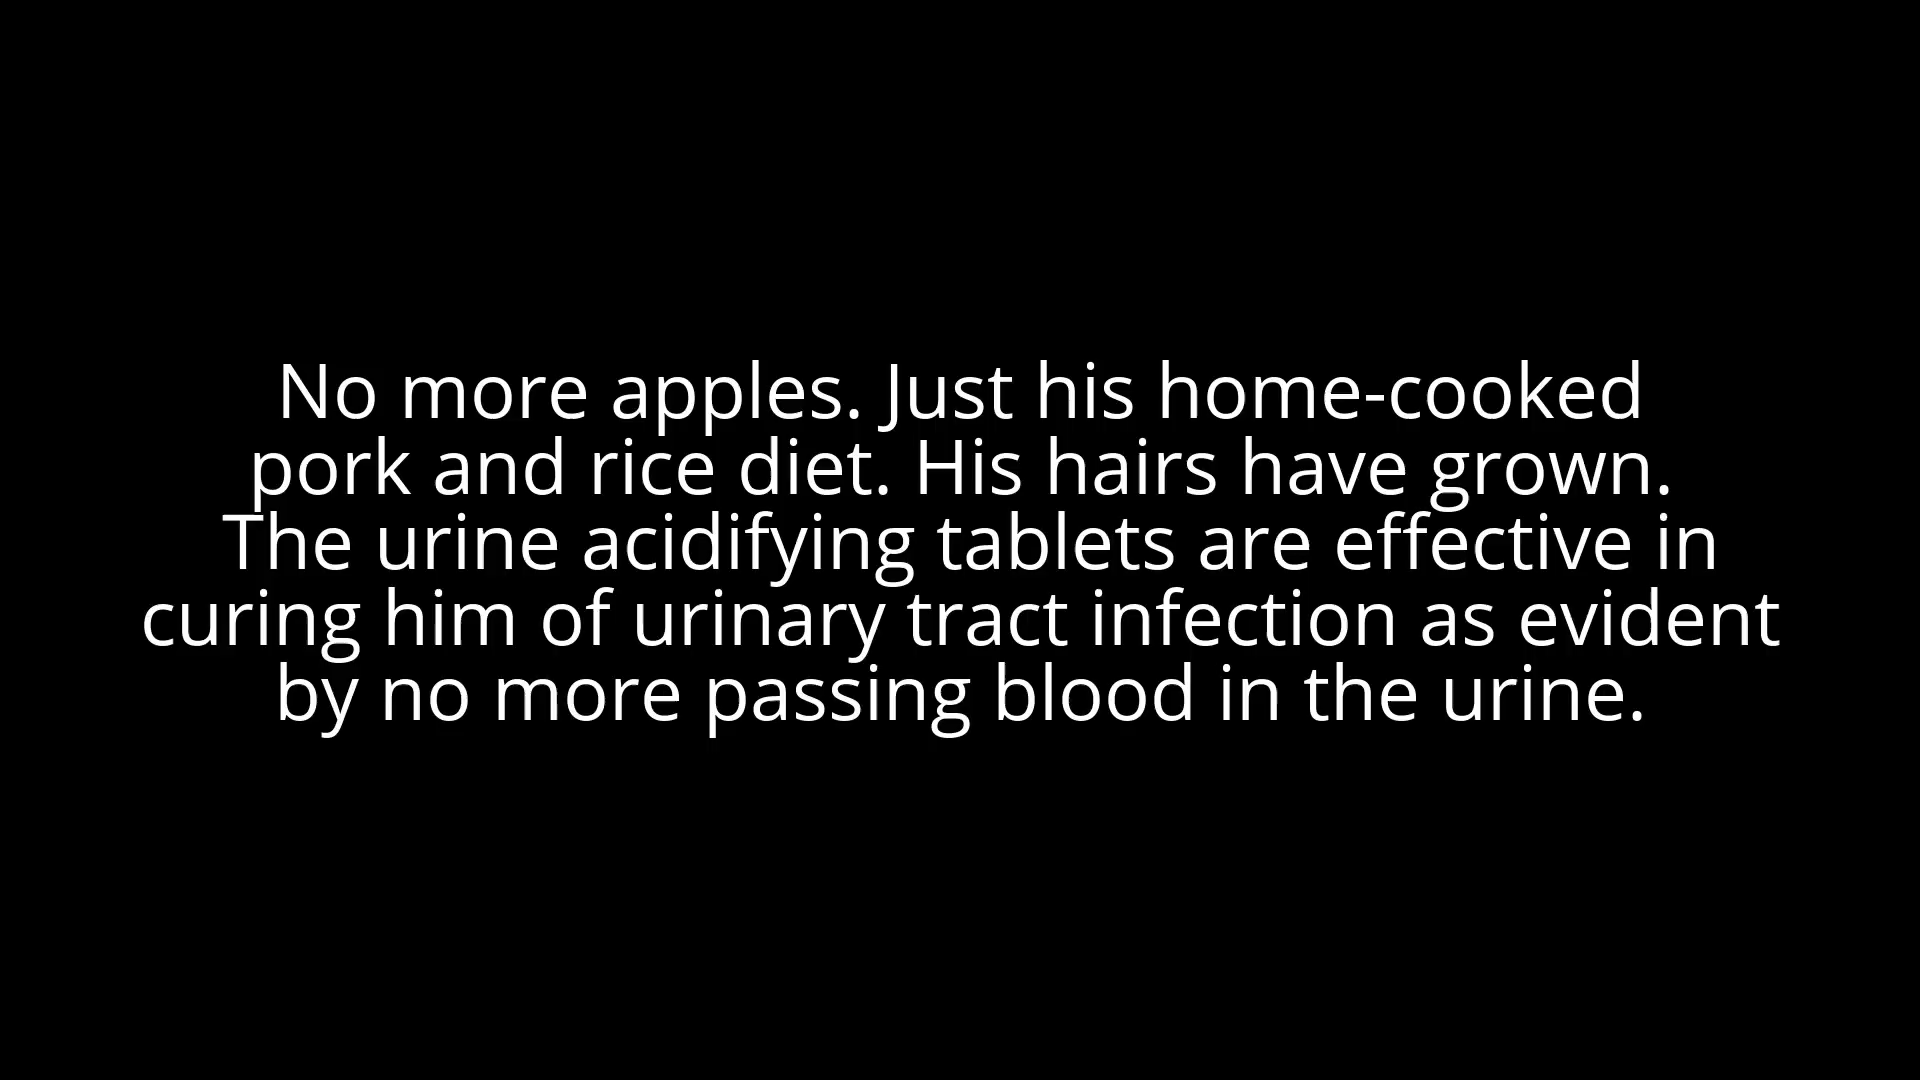 No more apples. Just his home-cooked
pork and rice diet. His hairs have grown.
The urine acidifying tablets are effective in
curing him of urinary tract infection as evident
by no more passing blood in the urine.